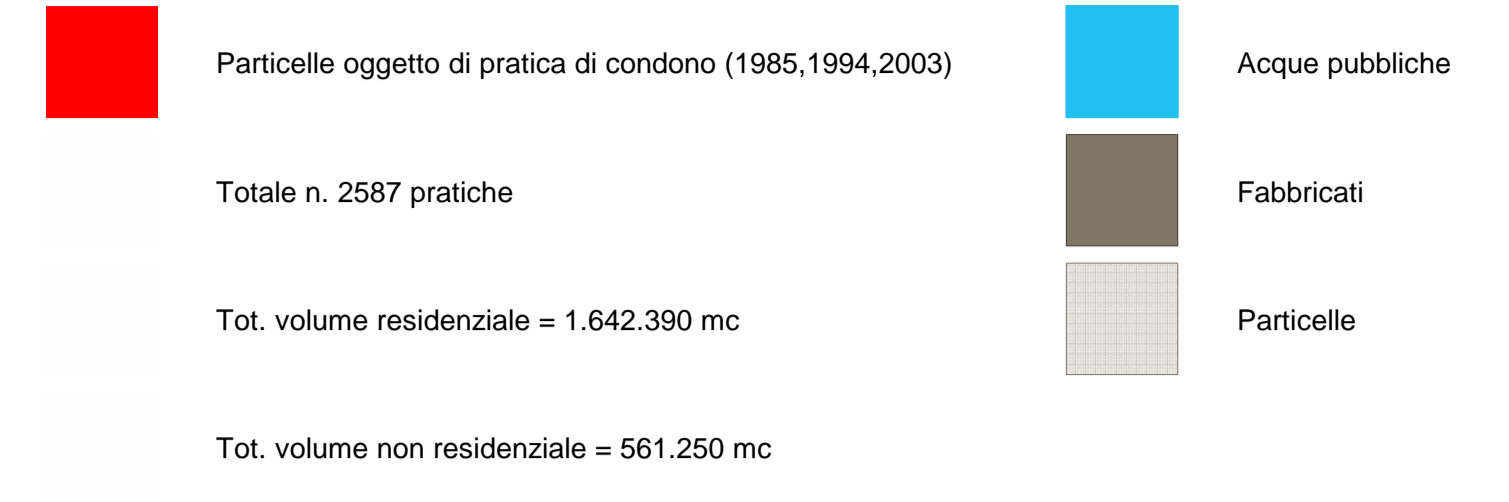 Particelle oggetto di pratica di condono (1985,1994,2003)
Totale n. 2587 pratiche
Tot. volume residenziale = 1.642.390 mc
Tot. volume non residenziale = 561.250 mc
Acque pubbliche
Fabbricati
Particelle